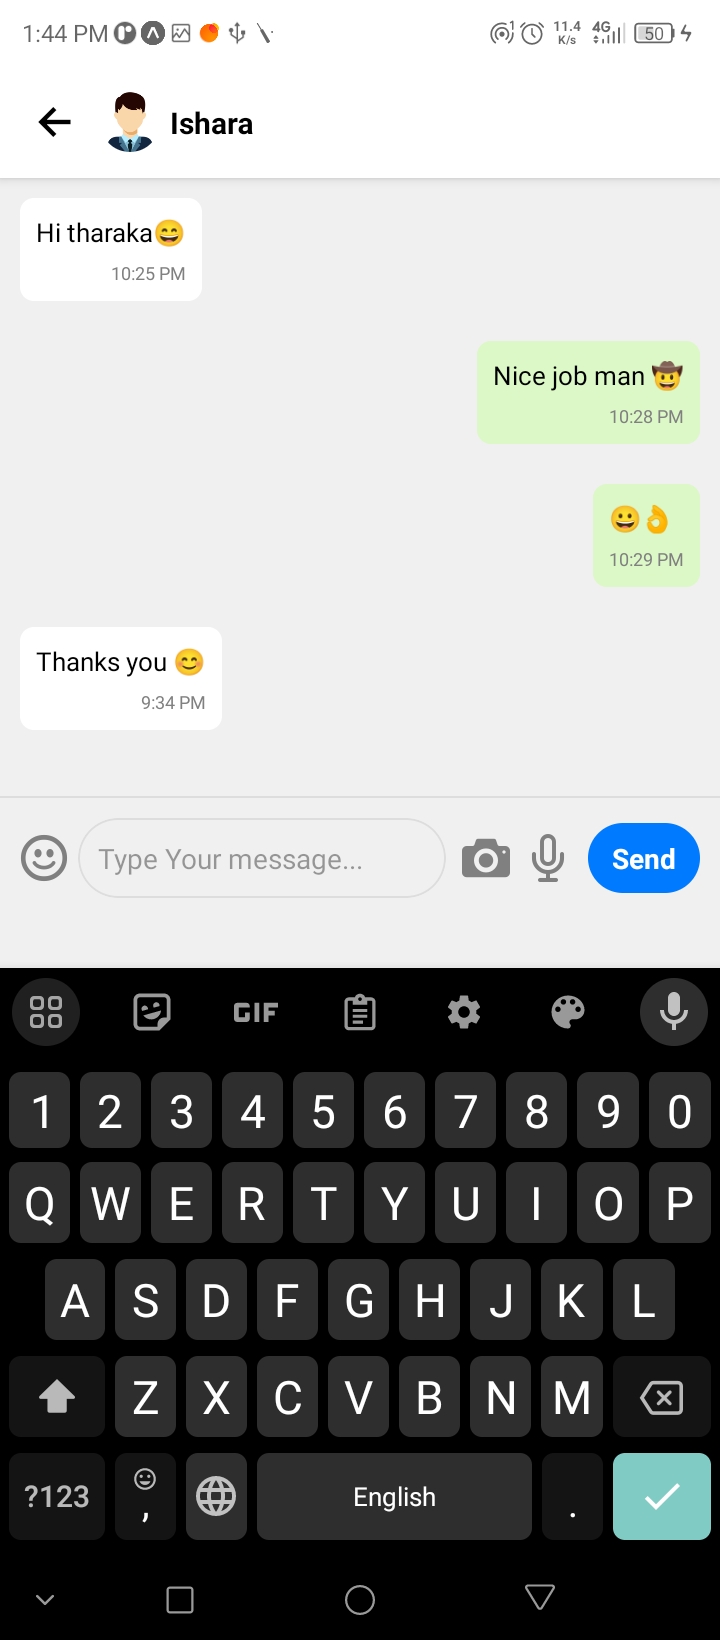 1:44 PM
11.4 K/s
4G
50
Ishara
Hi tharaka😄
10:25 PM
Nice job man 🤠
10:28 PM
😀👌
10:29 PM
Thanks you 😊
9:34 PM
Type Your message...
Send
GIF
1 2 3 4 5 6 7 8 9 0
Q W E R T Y U I O P
A S D F G H J K L
Z X C V B N M
?123 , English .